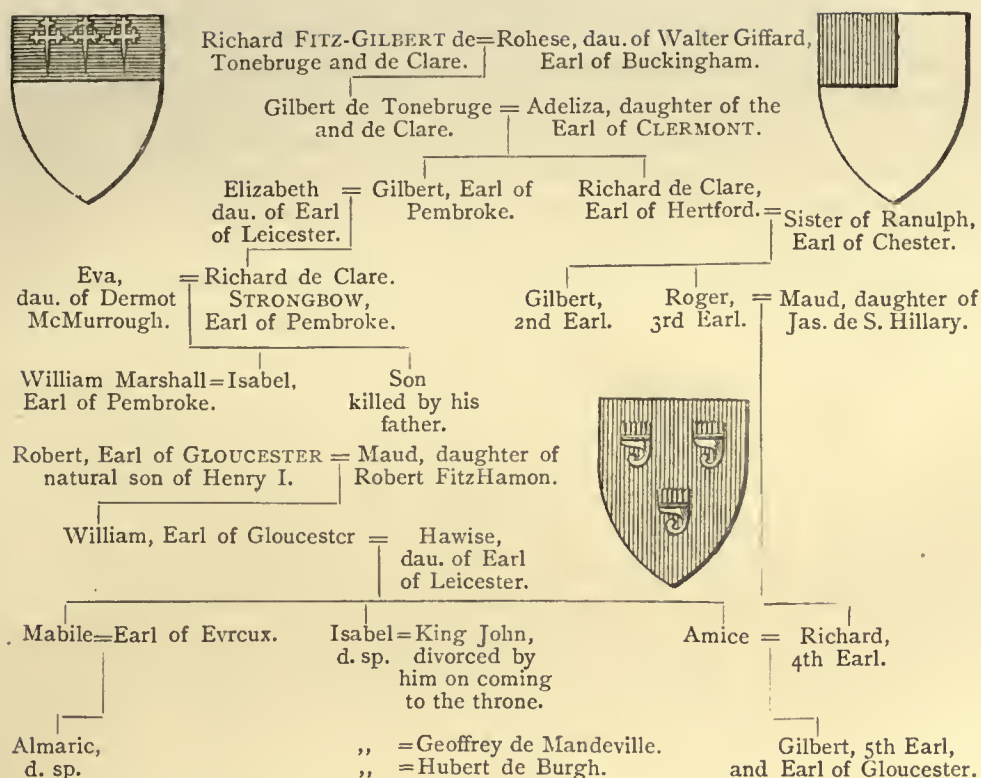 Richard FITZ-GILBERT de = Rohese, dau. of Walter Giffard,
Tonebruge and de Clare. Earl of Buckingham.
Gilbert de Tonebruge = Adeliza, daughter of the
and de Clare. Earl of CLERMONT.
Elizabeth = Gilbert, Earl of
dau. of Earl Pembroke.
of Leicester.
Richard de Clare,
Earl of Hertford. = Sister of Ranulph,
Earl of Chester.
Eva, = Richard de Clare.
dau. of Dermot STRONGBOW,
McMurrough. Earl of Pembroke.
Gilbert,
2nd Earl.
Roger, = Maud, daughter of
3rd Earl. Jas. de S. Hillary.
William Marshall = Isabel,
Earl of Pembroke.
Son
killed by his
father.
Robert, Earl of GLOUCESTER = Maud, daughter of
natural son of Henry I. Robert FitzHamon.
William, Earl of Gloucester = Hawise,
dau. of Earl
of Leicester.
Mabile = Earl of Evreux.
Isabel = King John,
d. sp. divorced by
him on coming
to the throne.
Amice = Richard,
4th Earl.
Almaric,
d. sp.
,, = Geoffrey de Mandeville.
,, = Hubert de Burgh.
Gilbert, 5th Earl,
and Earl of Gloucester.